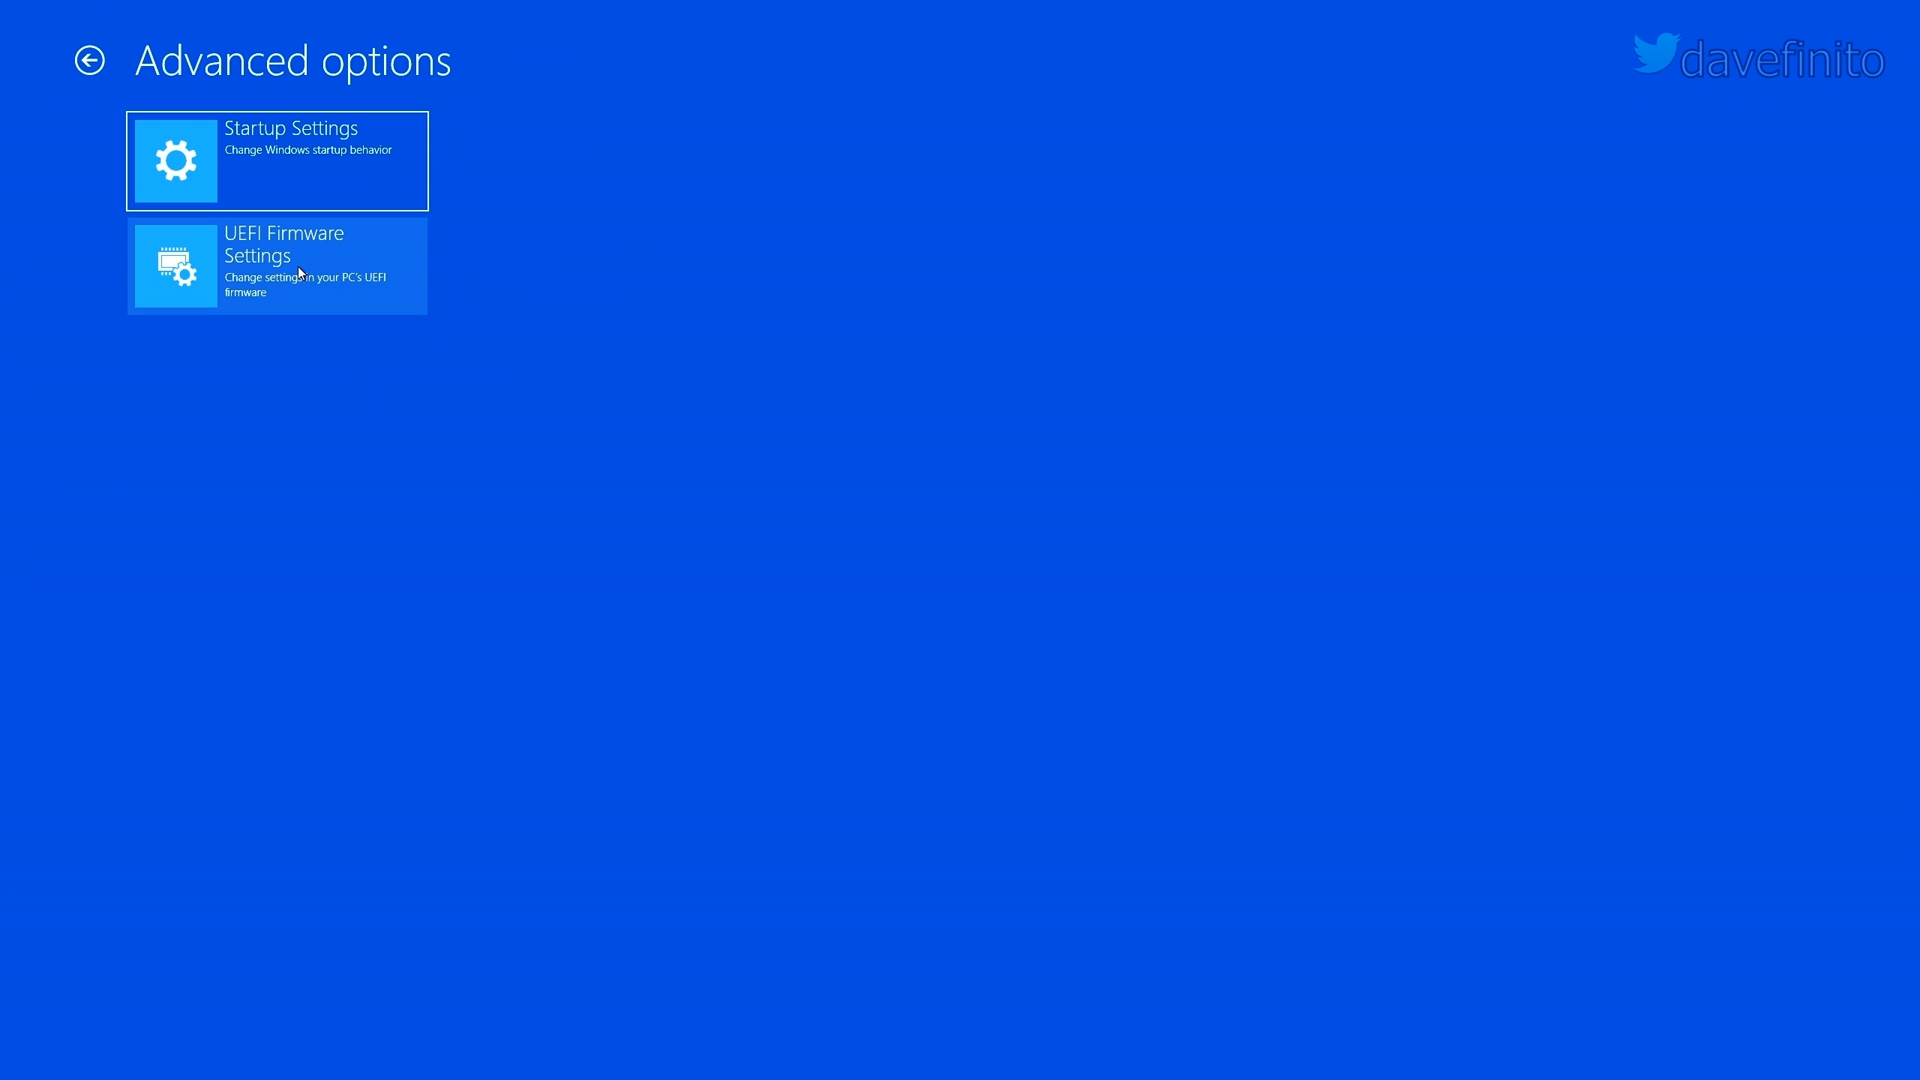 Advanced options
davefinito
Startup Settings
Change Windows startup behavior
UEFI Firmware
Settings
Change settings in your PC's UEFI
firmware